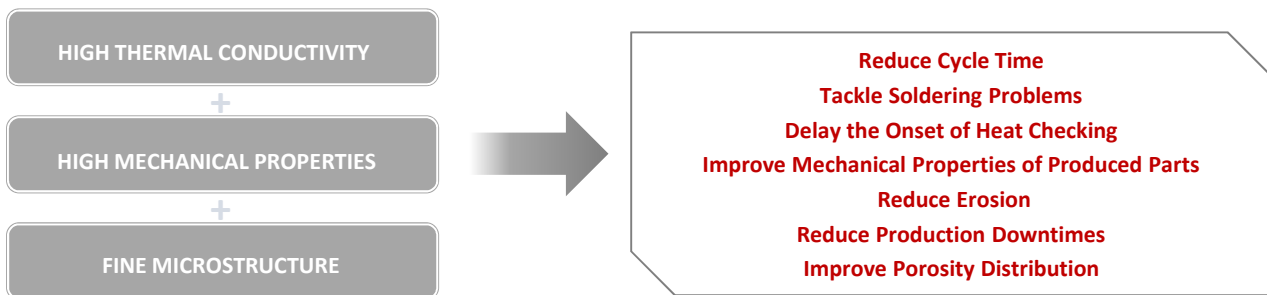 HIGH THERMAL CONDUCTIVITY
+
HIGH MECHANICAL PROPERTIES
+
FINE MICROSTRUCTURE
Reduce Cycle Time
Tackle Soldering Problems
Delay the Onset of Heat Checking
Improve Mechanical Properties of Produced Parts
Reduce Erosion
Reduce Production Downtimes
Improve Porosity Distribution